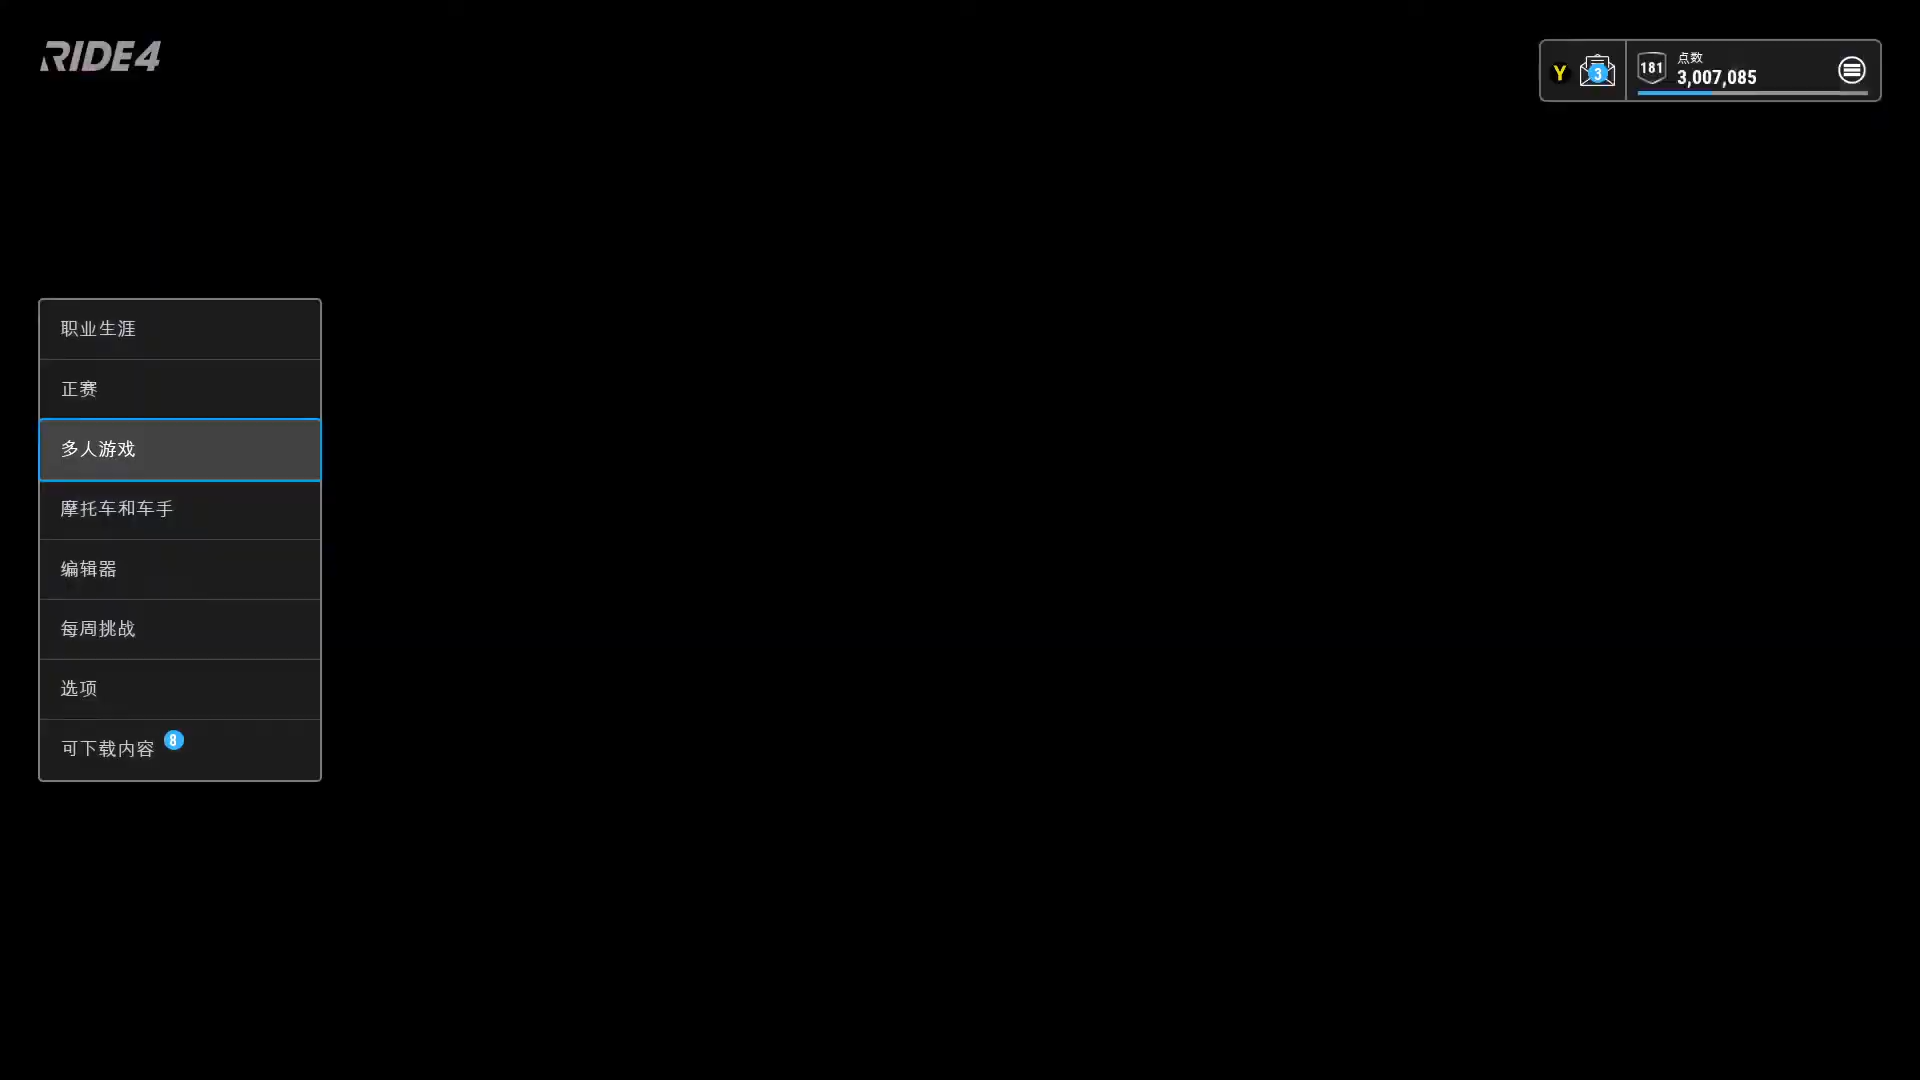 RIDE4
Y
3
181
点数
3,007,085
职业生涯
正赛
多人游戏
摩托车和车手
编辑器
每周挑战
选项
可下载内容 8